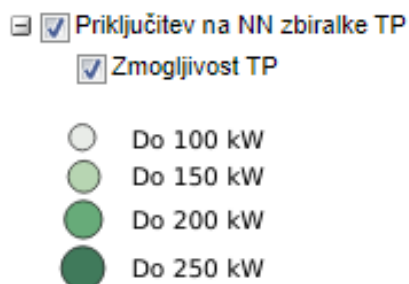 Priključitev na NN zbiralke TP
Zmogljivost TP
Do 100 kW
Do 150 kW
Do 200 kW
Do 250 kW